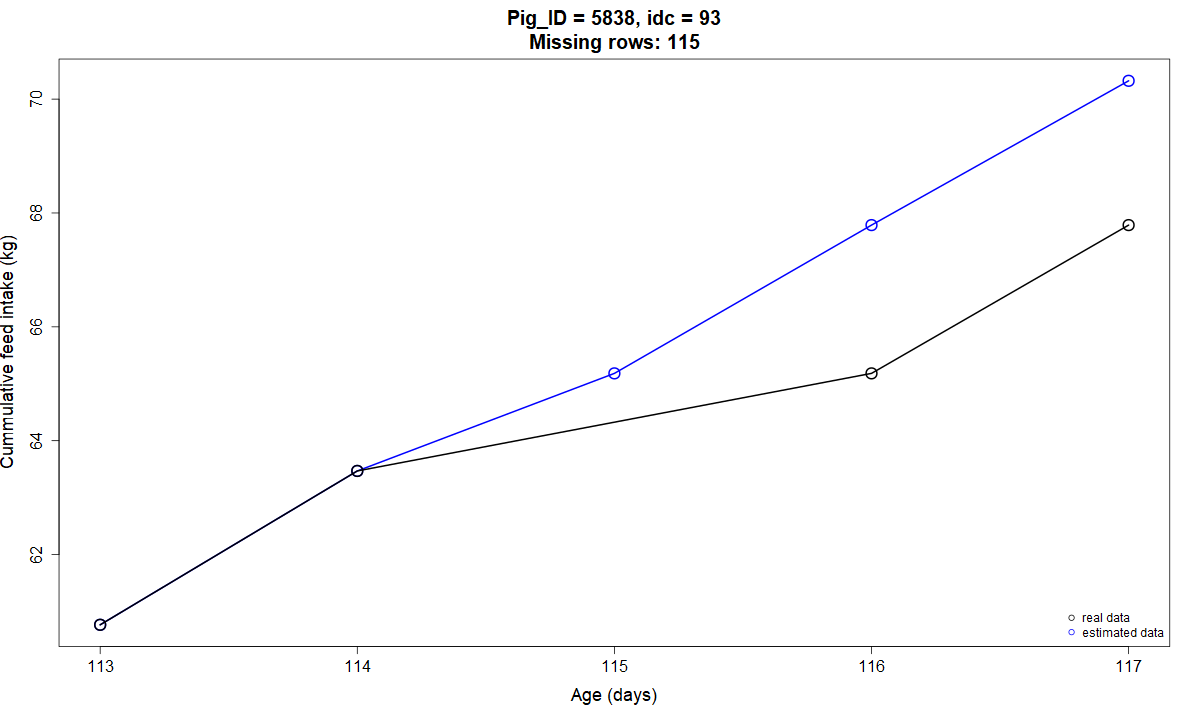 Pig_ID = 5838, idc = 93
Missing rows: 115
Cummulative feed intake (kg)
70
68
66
64
62
real data
estimated data
113 114 115 116 117
Age (days)